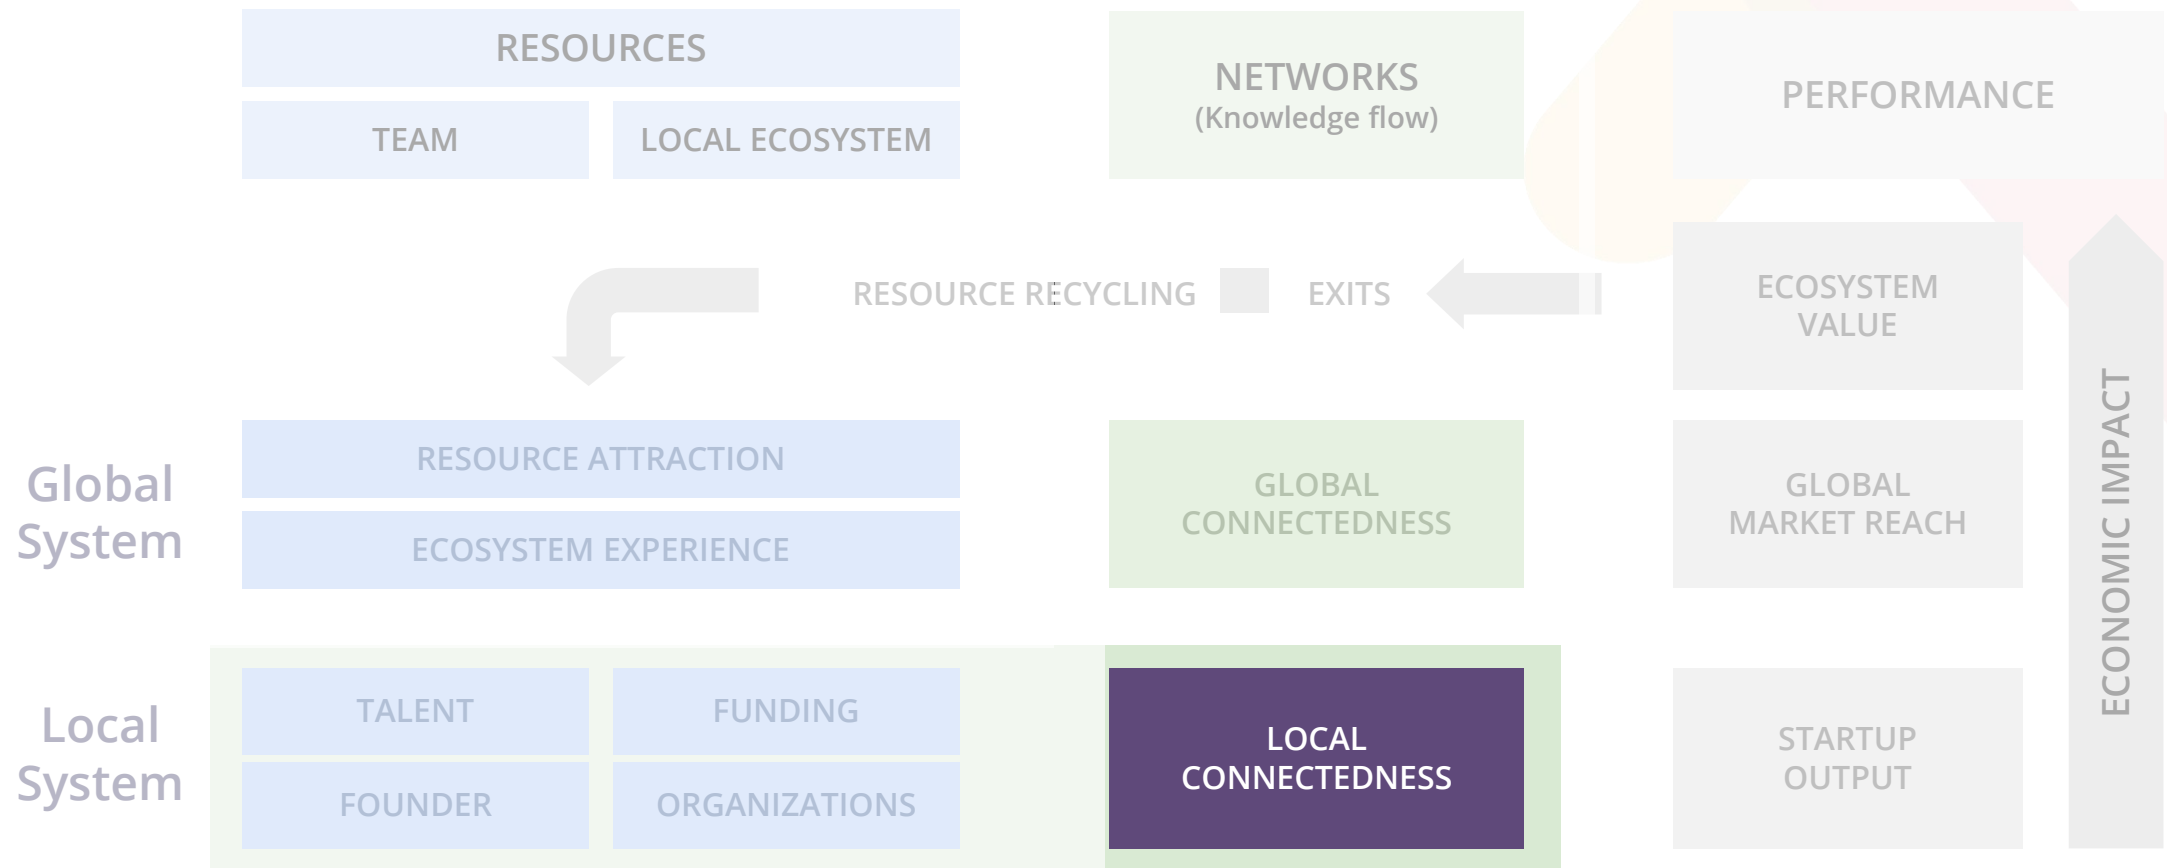 RESOURCES
TEAM
LOCAL ECOSYSTEM
NETWORKS
(Knowledge flow)
PERFORMANCE
RESOURCE RECYCLING
EXITS
ECOSYSTEM
VALUE
Global
System
RESOURCE ATTRACTION
ECOSYSTEM EXPERIENCE
GLOBAL
CONNECTEDNESS
GLOBAL
MARKET REACH
ECONOMIC IMPACT
Local
System
TALENT
FUNDING
FOUNDER
ORGANIZATIONS
LOCAL
CONNECTEDNESS
STARTUP
OUTPUT